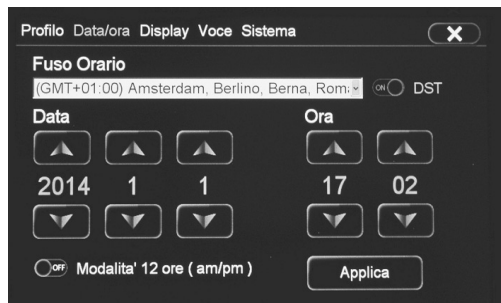 Profilo Data/ora Display Voce Sistema X
Fuso Orario
(GMT+01:00) Amsterdam, Berlino, Berna, Rom ON DST
Data Ora
2014 1 1 17 02
OFF Modalita' 12 ore ( am/pm ) Applica